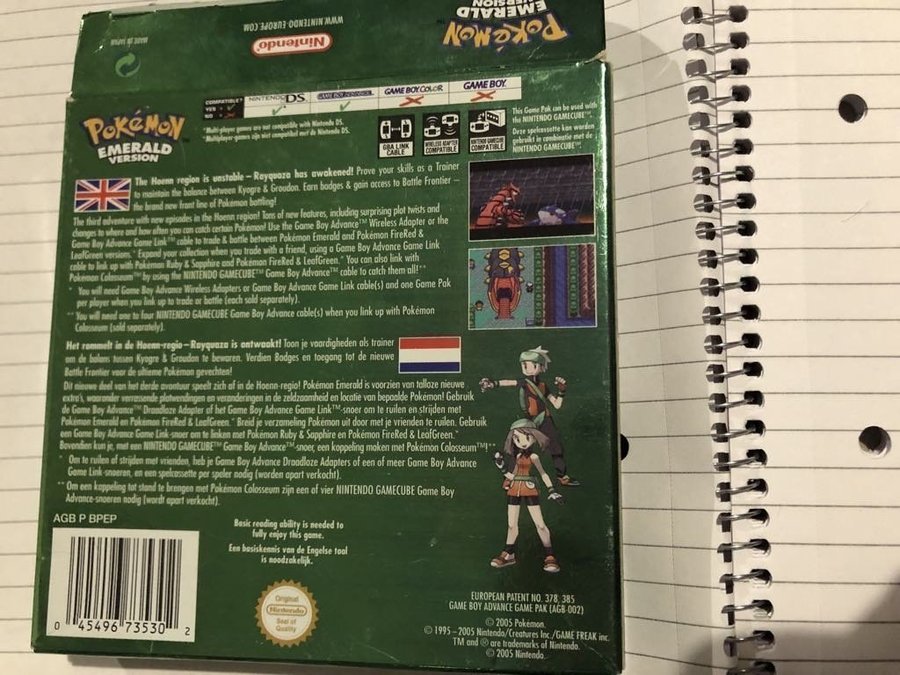 POKéMON
EMERALD
VERSION
WWW.NINTENDO-EUROPE.COM
Nintendo
MADE IN JAPAN
COMPATIBLE?
YES
NO
NINTENDO DS
GAME BOY ADVANCE
GAME BOY COLOR
GAME BOY
*Multi-player games are not compatible with Nintendo DS.
*Multiplayer-games zijn niet compatibel met de Nintendo DS.
GBA LINK
CABLE
WIRELESS ADAPTER
COMPATIBLE
NINTENDO GAMECUBE
COMPATIBLE
This Game Pak can be used with
the NINTENDO GAMECUBE™
Deze spelcassette kan worden
gebruikt in combinatie met de
NINTENDO GAMECUBE™
POKéMON
EMERALD
VERSION
The Hoenn region is unstable – Rayquaza has awakened! Prove your skills as a Trainer
to maintain the balance between Kyogre & Groudon. Earn badges & gain access to Battle Frontier –
the brand new front line of Pokémon battling!
The third adventure with new episodes in the Hoenn region! Tons of new features, including surprising plot twists and
changes to where and how often you can catch certain Pokémon! Use the Game Boy Advance™ Wireless Adapter or the
Game Boy Advance Game Link™ cable to trade & battle between Pokémon Emerald and Pokémon FireRed &
LeafGreen versions.* Expand your collection when you trade with a friend, using a Game Boy Advance Game Link
cable to link up with Pokémon Ruby & Sapphire and Pokémon FireRed & LeafGreen.* You can also link with
Pokémon Colosseum™ by using the NINTENDO GAMECUBE™ Game Boy Advance™ cable to catch them all!**
* You will need Game Boy Advance Wireless Adapters or Game Boy Advance Game Link cable(s) and one Game Pak
per player when you link up to trade or battle (each sold separately).
** You will need one to four NINTENDO GAMECUBE Game Boy Advance cable(s) when you link up with Pokémon
Colosseum (sold separately).
Het rommelt in de Hoenn-regio – Rayquaza is ontwaakt! Toon je vaardigheden als trainer
om de balans tussen Kyogre & Groudon te bewaren. Verdien Badges en toegang tot de nieuwe
Battle Frontier voor de ultieme Pokémon gevechten!
Dit nieuwe deel van het derde avontuur speelt zich af in de Hoenn-regio! Pokémon Emerald is voorzien van talloze nieuwe
extra's, waaronder verrassende plotwendingen en veranderingen in de zeldzaamheid en locatie van bepaalde Pokémon! Gebruik
de Game Boy Advance™ Draadloze Adapter of het Game Boy Advance Game Link™-snoer om te ruilen en strijden met
Pokémon Emerald en Pokémon FireRed & LeafGreen.* Breid je verzameling Pokémon uit door met je vrienden te ruilen. Gebruik
een Game Boy Advance Game Link-snoer om te linken met Pokémon Ruby & Sapphire en Pokémon FireRed & LeafGreen.*
Bovendien kun je, met een NINTENDO GAMECUBE™ Game Boy Advance™-snoer, een koppeling maken met Pokémon Colosseum™!**
* Om te ruilen of strijden met vrienden, heb je Game Boy Advance Draadloze Adapters of een of meer Game Boy Advance
Game Link-snoeren, en een spelcassette per speler nodig (worden apart verkocht).
** Om een koppeling tot stand te brengen met Pokémon Colosseum zijn een of vier NINTENDO GAMECUBE Game Boy
Advance-snoeren nodig (wordt apart verkocht).
AGB P BPEP
Basic reading ability is needed to
fully enjoy this game.
Een basiskennis van de Engelse taal
is noodzakelijk.
0 45496 73530 2
Original
Nintendo
Seal of
Quality
EUROPEAN PATENT NO. 378, 385
GAME BOY ADVANCE GAME PAK (AGB-002)
© 2005 Pokémon.
© 1995–2005 Nintendo/Creatures Inc./GAME FREAK inc.
TM and ® are trademarks of Nintendo.
© 2005 Nintendo.